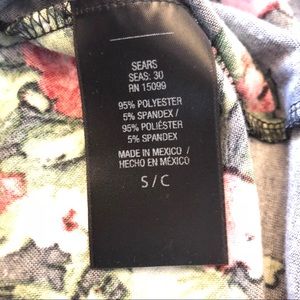 SEARS
SEAS: 30
RN 15099
95% POLYESTER
5% SPANDEX /
95% POLIÉSTER
5% SPANDEX
MADE IN MEXICO /
HECHO EN MÉXICO
S / C